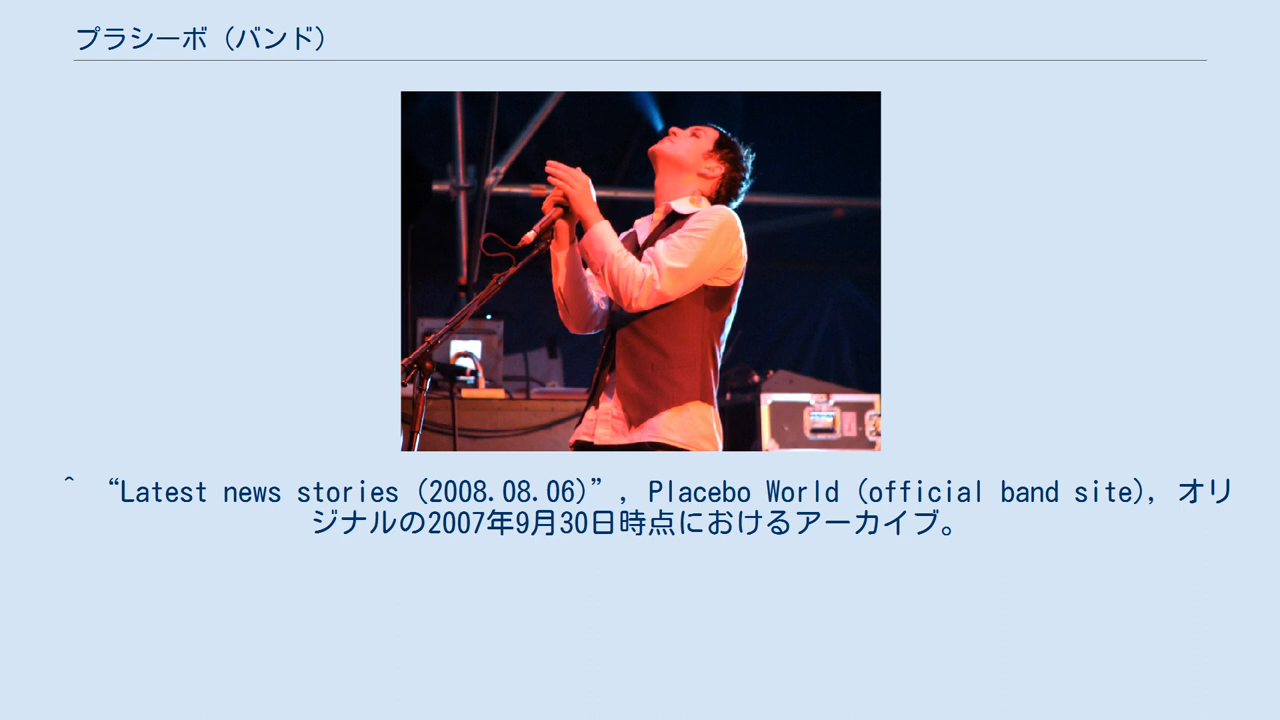 プラシーボ（バンド）
^ “Latest news stories (2008.08.06)”, Placebo World (official band site), オリ
ジナルの2007年9月30日時点におけるアーカイブ。